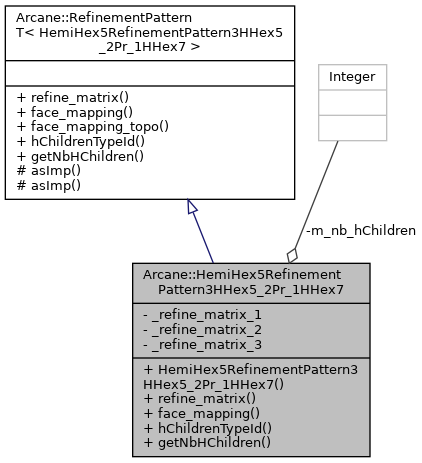 Arcane::RefinementPattern
T< HemiHex5RefinementPattern3HHex5
_2Pr_1HHex7 >
+ refine_matrix()
+ face_mapping()
+ face_mapping_topo()
+ hChildrenTypeId()
+ getNbHChildren()
# asImp()
# asImp()
Integer
-m_nb_hChildren
Arcane::HemiHex5Refinement
Pattern3HHex5_2Pr_1HHex7
- _refine_matrix_1
- _refine_matrix_2
- _refine_matrix_3
+ HemiHex5RefinementPattern3
HHex5_2Pr_1HHex7()
+ refine_matrix()
+ face_mapping()
+ hChildrenTypeId()
+ getNbHChildren()